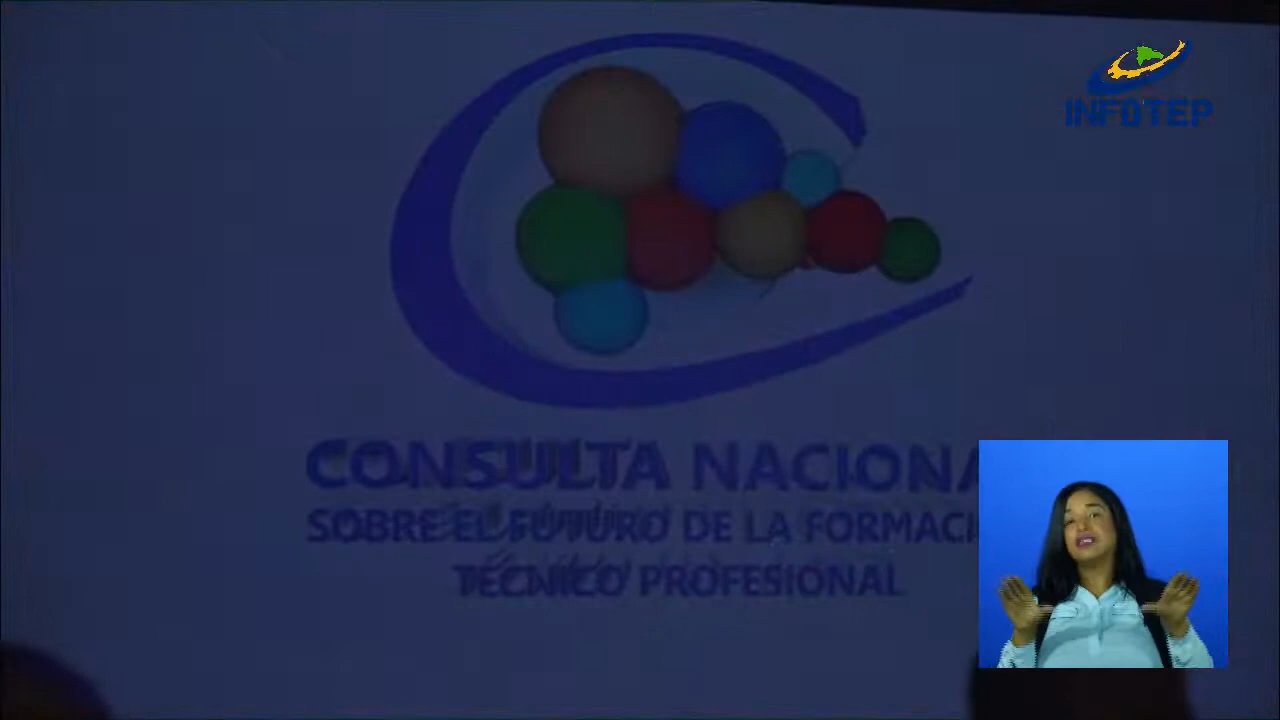 INFOTEP
CONSULTA NACIONA
SOBRE EL FUTURO DE LA FORMACI
TÉCNICO PROFESIONAL